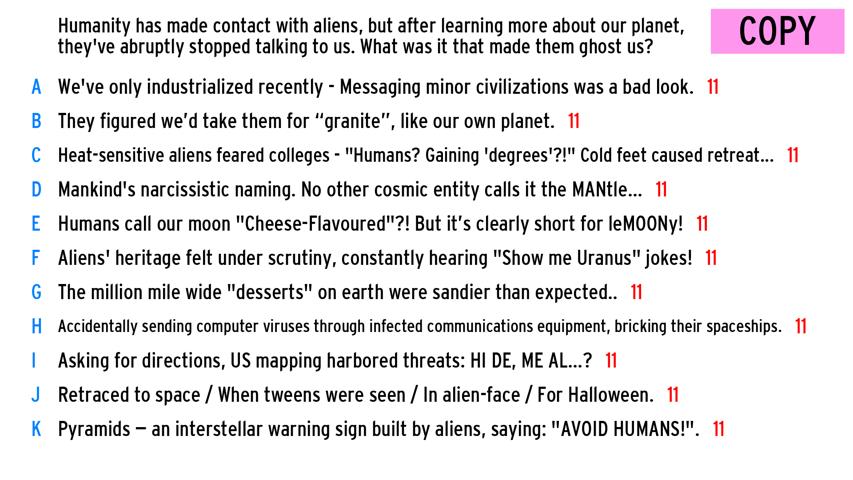 Humanity has made contact with aliens, but after learning more about our planet,
they've abruptly stopped talking to us. What was it that made them ghost us?
COPY
A We've only industrialized recently - Messaging minor civilizations was a bad look. 11
B They figured we’d take them for “granite”, like our own planet. 11
C Heat-sensitive aliens feared colleges - "Humans? Gaining 'degrees'?!" Cold feet caused retreat... 11
D Mankind's narcissistic naming. No other cosmic entity calls it the MANtle... 11
E Humans call our moon "Cheese-Flavoured"?! But it’s clearly short for leMOONy! 11
F Aliens' heritage felt under scrutiny, constantly hearing "Show me Uranus" jokes! 11
G The million mile wide "desserts" on earth were sandier than expected.. 11
H Accidentally sending computer viruses through infected communications equipment, bricking their spaceships. 11
I Asking for directions, US mapping harbored threats: HI DE, ME AL...? 11
J Retraced to space / When tweens were seen / In alien-face / For Halloween. 11
K Pyramids – an interstellar warning sign built by aliens, saying: "AVOID HUMANS!". 11